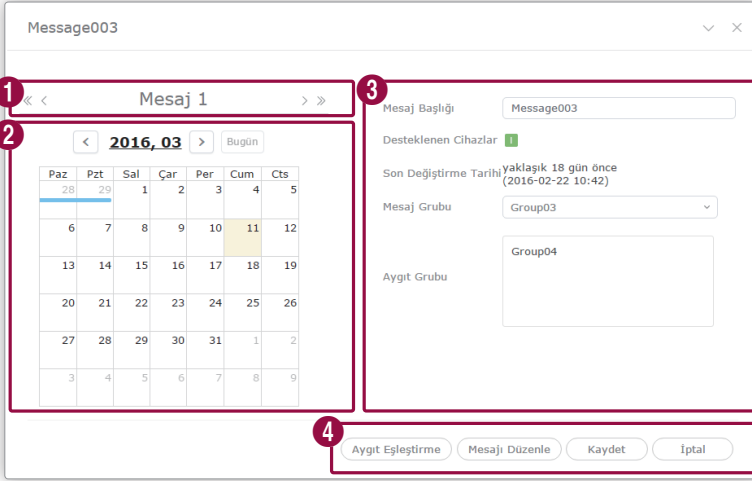 Message003
1
« < Mesaj 1 > »
2
< 2016, 03 > Bugün
Paz Pzt Sal Çar Per Cum Cts
28 29 1 2 3 4 5
6 7 8 9 10 11 12
13 14 15 16 17 18 19
20 21 22 23 24 25 26
27 28 29 30 31 1 2
3 4 5 6 7 8 9
3
Mesaj Başlığı Message003
Desteklenen Cihazlar I
Son Değiştirme Tarihi yaklaşık 18 gün önce
(2016-02-22 10:42)
Mesaj Grubu Group03
Aygıt Grubu Group04
4
Aygıt Eşleştirme Mesajı Düzenle Kaydet İptal